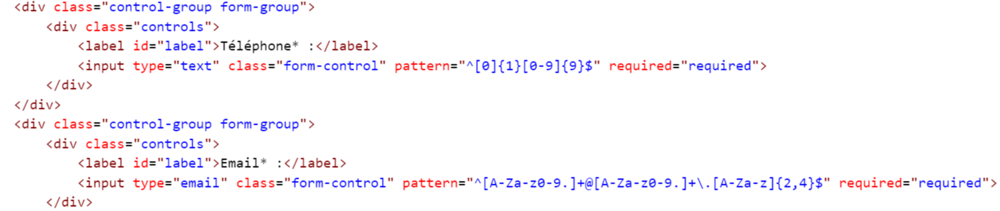 <div class="control-group form-group">
    <div class="controls">
        <label id="label">Téléphone* :</label>
        <input type="text" class="form-control" pattern="^[0]{1}[0-9]{9}$" required="required">
    </div>
</div>
<div class="control-group form-group">
    <div class="controls">
        <label id="label">Email* :</label>
        <input type="email" class="form-control" pattern="^[A-Za-z0-9.]+@[A-Za-z0-9.]+\.[A-Za-z]{2,4}$" required="required">
    </div>